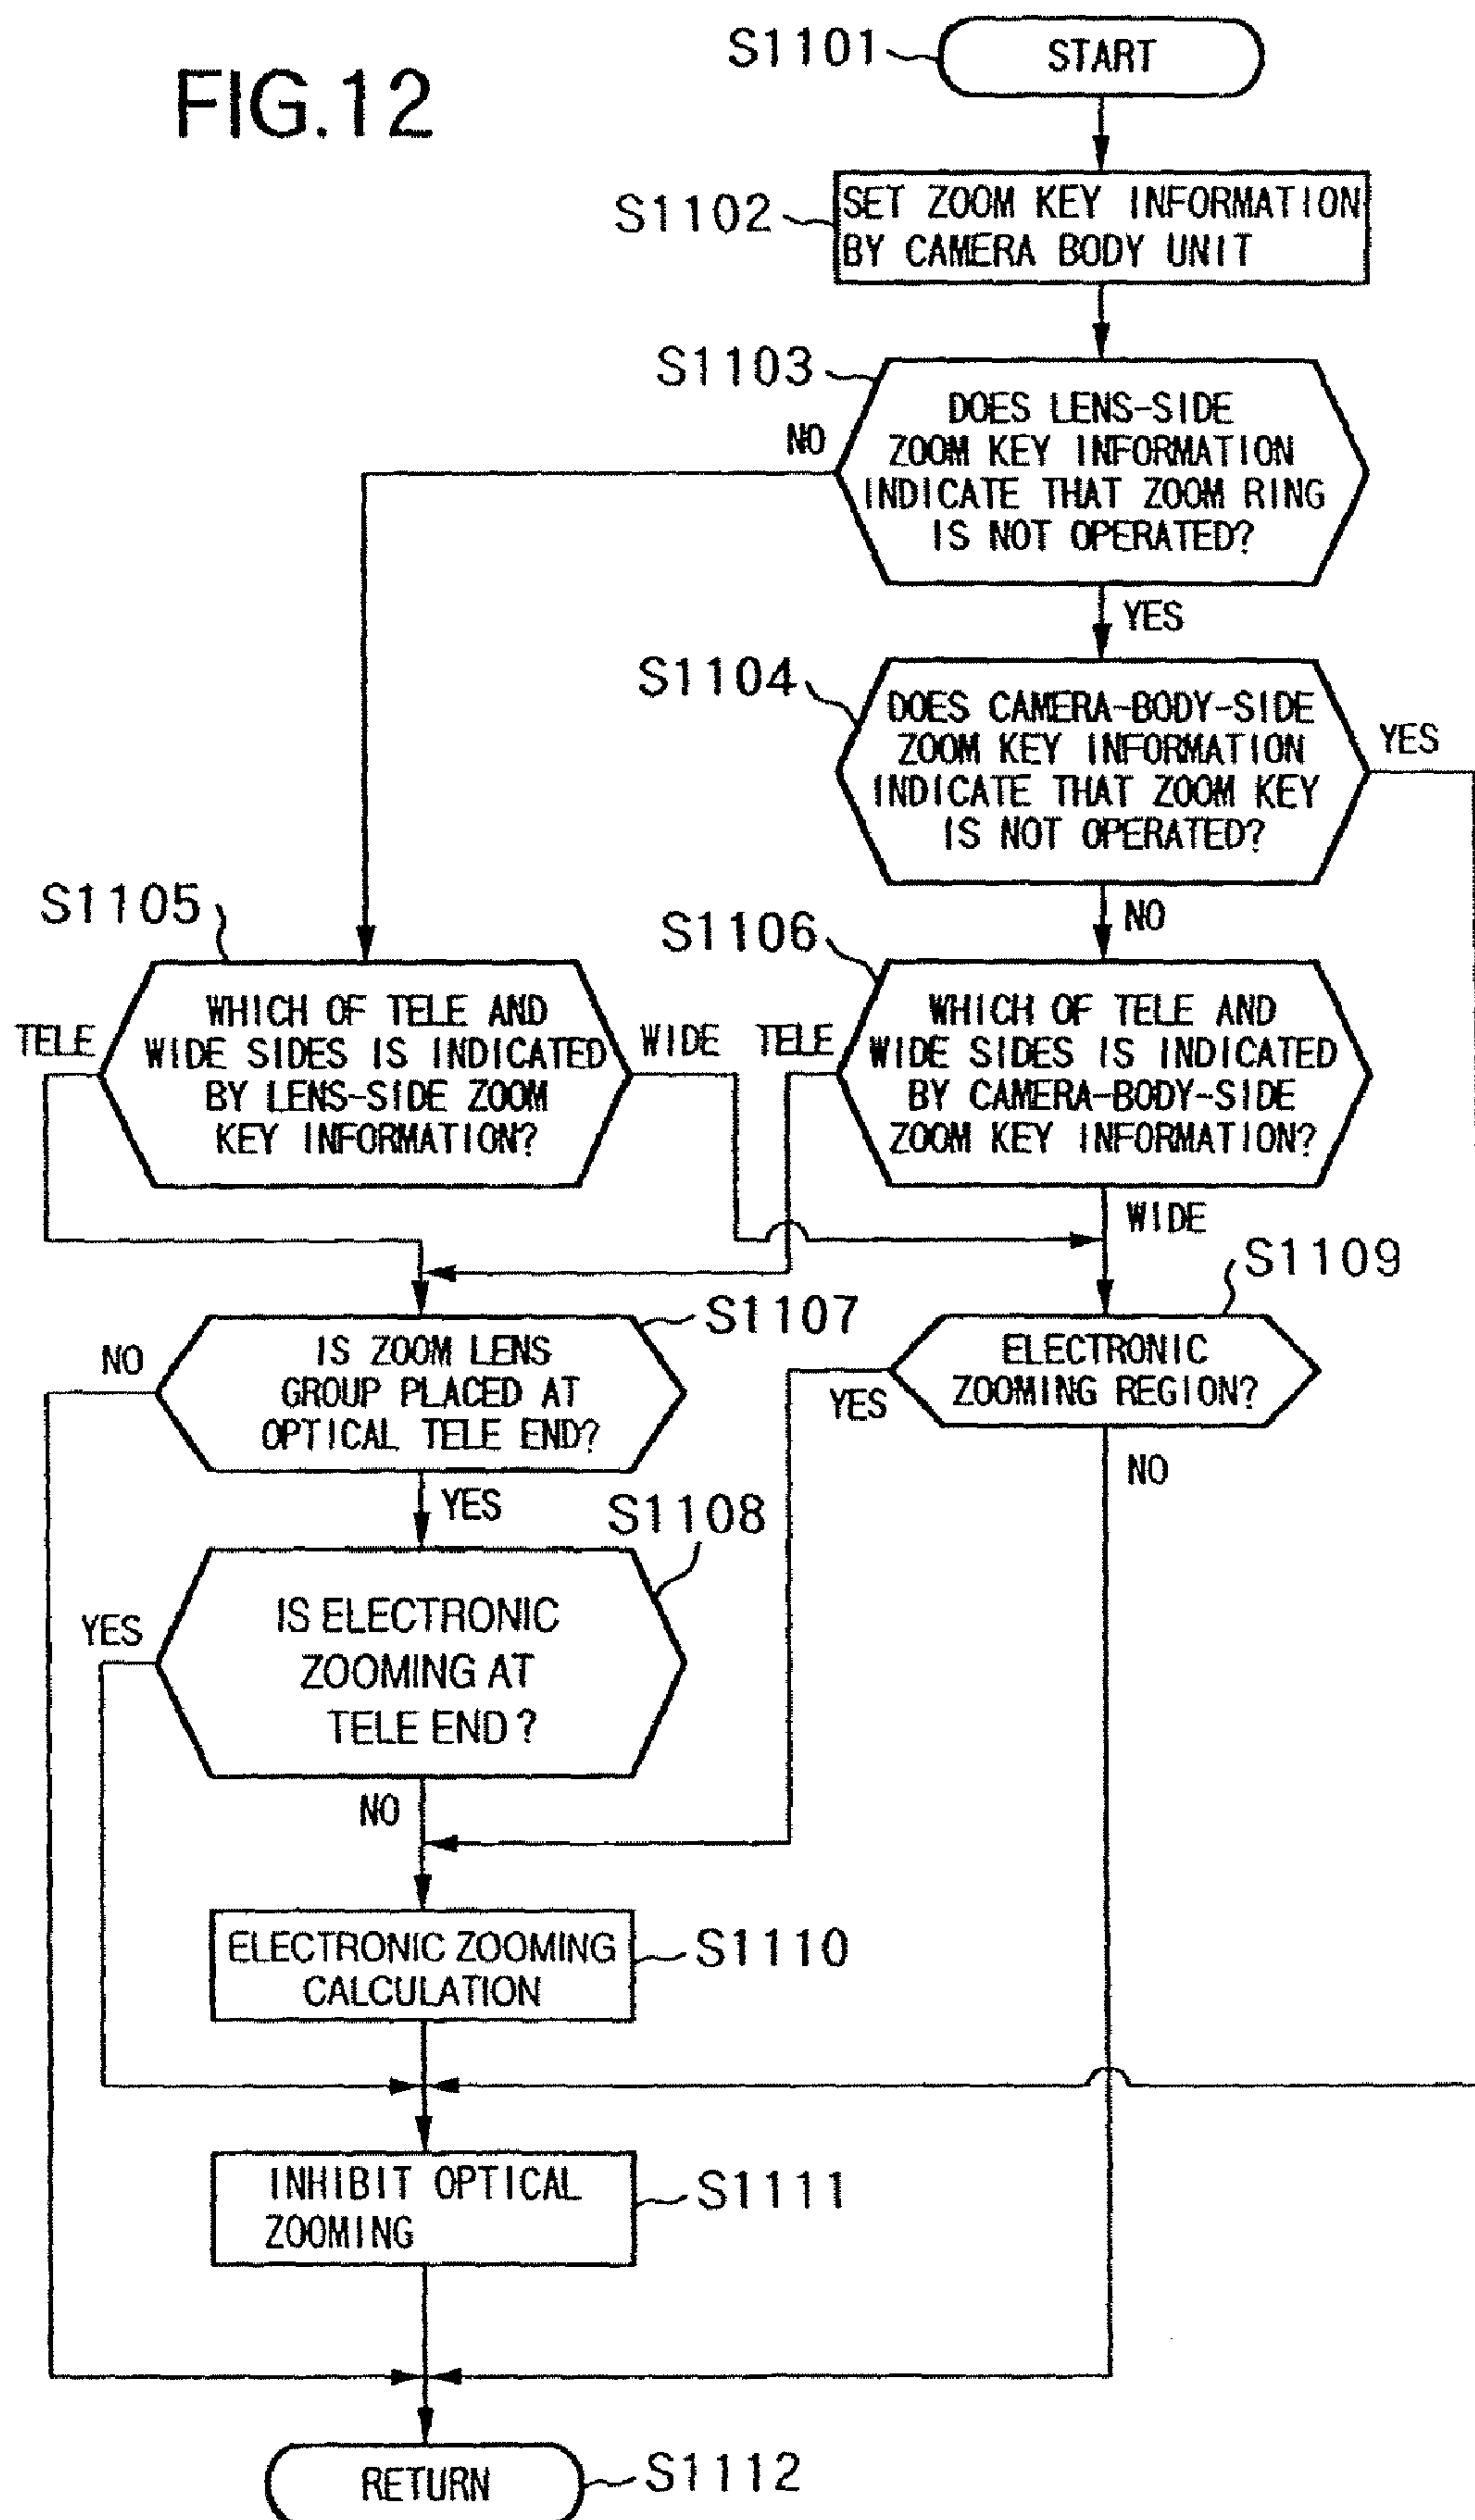 FIG.12
S1101
START
S1102
SET ZOOM KEY INFORMATION
BY CAMERA BODY UNIT
S1103
DOES LENS-SIDE
ZOOM KEY INFORMATION
INDICATE THAT ZOOM RING
IS NOT OPERATED?
NO
YES
S1104
DOES CAMERA-BODY-SIDE
ZOOM KEY INFORMATION
INDICATE THAT ZOOM KEY
IS NOT OPERATED?
YES
NO
S1105
WHICH OF TELE AND
WIDE SIDES IS INDICATED
BY LENS-SIDE ZOOM
KEY INFORMATION?
TELE
WIDE
S1106
WHICH OF TELE AND
WIDE SIDES IS INDICATED
BY CAMERA-BODY-SIDE
ZOOM KEY INFORMATION?
TELE
WIDE
S1107
IS ZOOM LENS
GROUP PLACED AT
OPTICAL TELE END?
NO
YES
S1109
ELECTRONIC
ZOOMING REGION?
YES
NO
S1108
IS ELECTRONIC
ZOOMING AT
TELE END?
YES
NO
ELECTRONIC ZOOMING
CALCULATION
S1110
INHIBIT OPTICAL
ZOOMING
S1111
RETURN
S1112